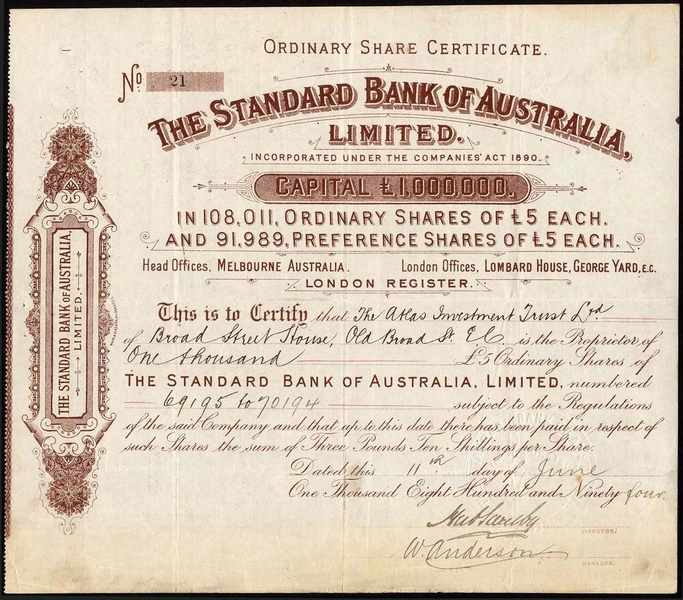 ORDINARY SHARE CERTIFICATE.
No 21
THE STANDARD BANK OF AUSTRALIA,
LIMITED.
INCORPORATED UNDER THE COMPANIES' ACT 1890.
CAPITAL £1,000,000,
IN 108,011, ORDINARY SHARES OF £5 EACH.
AND 91,989, PREFERENCE SHARES OF £5 EACH.
Head Offices, MELBOURNE AUSTRALIA. London Offices, LOMBARD HOUSE, GEORGE YARD, E.C.
LONDON REGISTER.
This is to Certify that The Atlas Investment Trust Ltd
of Broad Street House, Old Broad St. E.C. is the Proprietor of
One thousand £5 Ordinary Shares of
THE STANDARD BANK OF AUSTRALIA, LIMITED, numbered
69195 to 70194 subject to the Regulations
of the said Company and that up to this date there has been paid in respect of
such Shares the sum of Three Pounds Ten Shillings per Share.
Dated this 11th day of June
One Thousand Eight Hundred and Ninety four
DIRECTOR.
W. Anderson
MANAGER.
THE STANDARD BANK OF AUSTRALIA,
LIMITED.